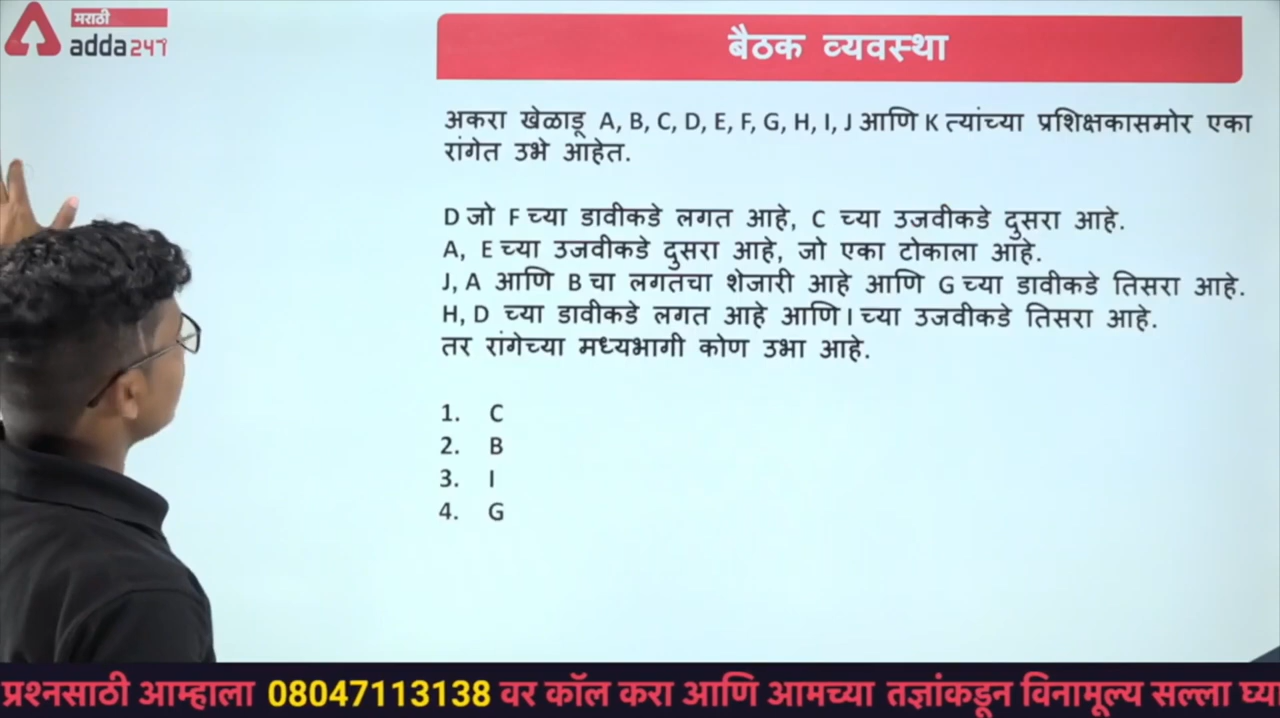 मराठी
adda247
बैठक व्यवस्था
अकरा खेळाडू A, B, C, D, E, F, G, H, I, J आणि K त्यांच्या प्रशिक्षकासमोर एका
रांगेत उभे आहेत.
D जो F च्या डावीकडे लगत आहे, C च्या उजवीकडे दुसरा आहे.
A, E च्या उजवीकडे दुसरा आहे, जो एका टोकाला आहे.
J, A आणि B चा लगतचा शेजारी आहे आणि G च्या डावीकडे तिसरा आहे.
H, D च्या डावीकडे लगत आहे आणि I च्या उजवीकडे तिसरा आहे.
तर रांगेच्या मध्यभागी कोण उभा आहे.
1. C
2. B
3. I
4. G
प्रश्नसाठी आम्हाला 08047113138 वर कॉल करा आणि आमच्या तज्ञांकडून विनामूल्य सल्ला घ्या